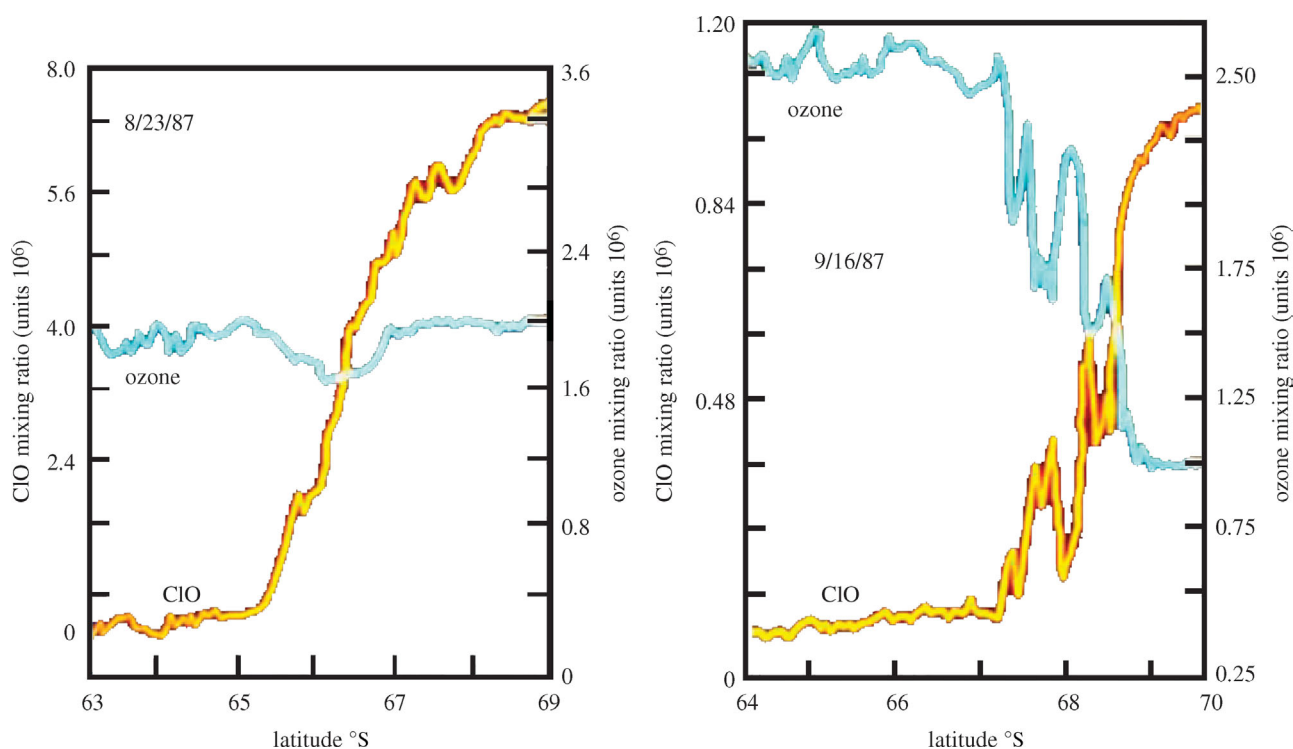 8.0
5.6
4.0
2.4
0
ClO mixing ratio (units 10⁶)
8/23/87
ozone
ClO
3.6
2.4
1.6
0.8
0
ozone mixing ratio (units 10⁶)
63 65 67 69
latitude °S
1.20
0.84
0.48
0
ClO mixing ratio (units 10⁶)
ozone
9/16/87
ClO
2.50
1.75
1.25
0.75
0.25
ozone mixing ratio (units 10⁶)
64 66 68 70
latitude °S